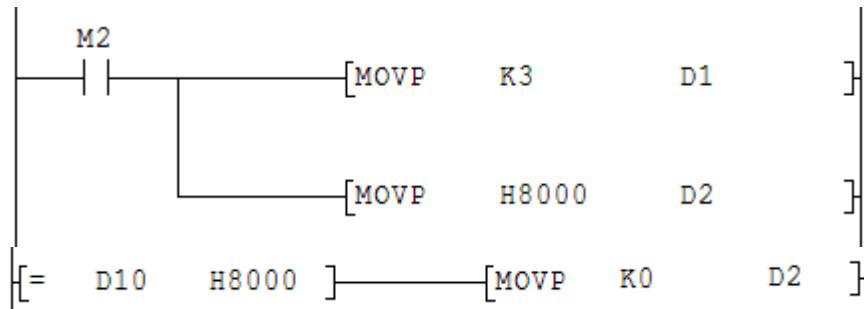 M2
[MOVP K3 D1 ]
[MOVP H8000 D2 ]
[= D10 H8000 ] [MOVP K0 D2 ]